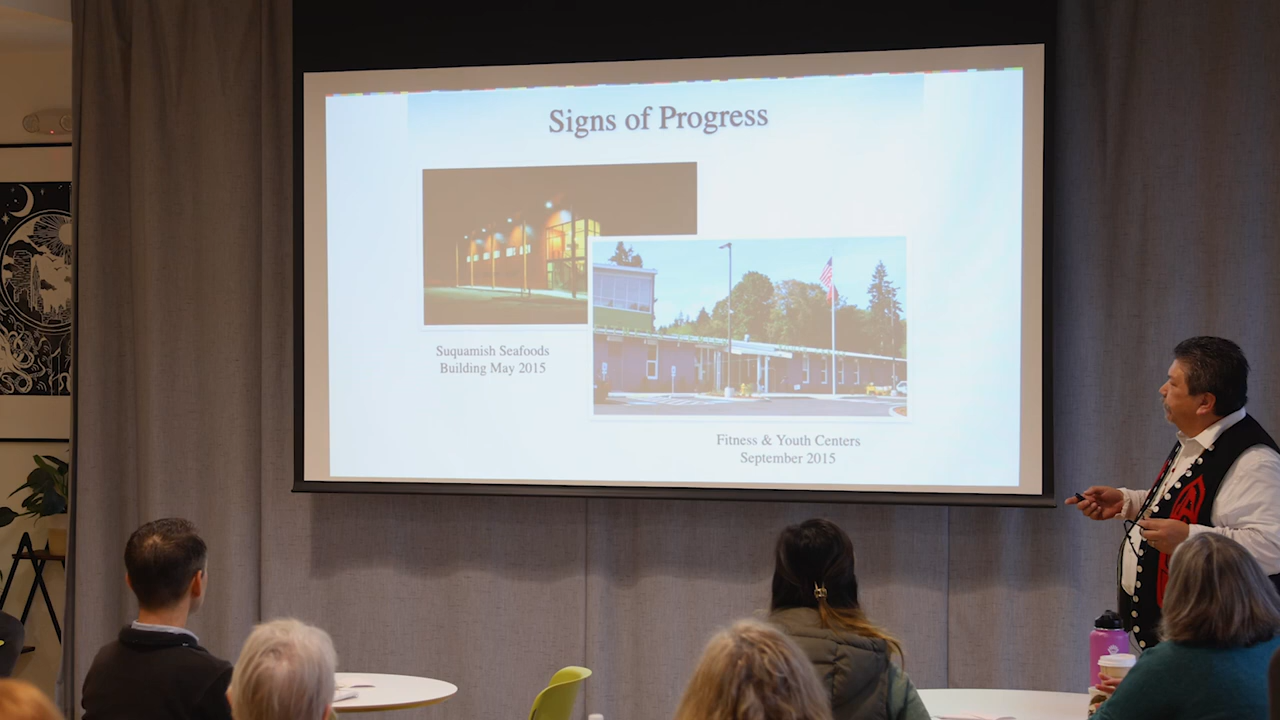 Signs of Progress
Suquamish Seafoods
Building May 2015
Fitness & Youth Centers
September 2015